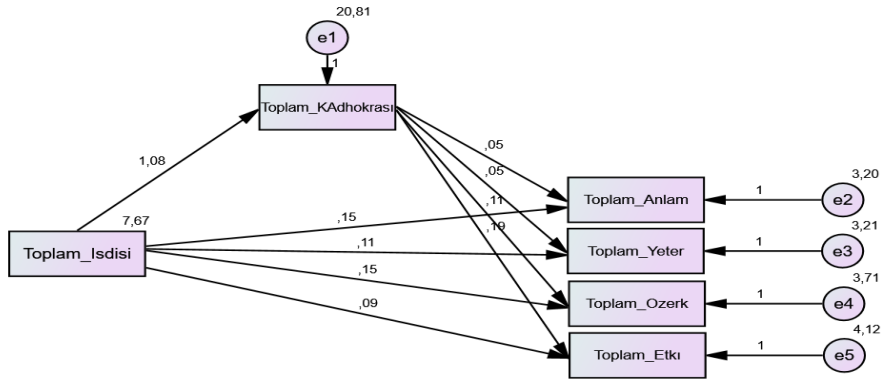 20,81
e1
1
Toplam_KAdhokrası
1,08
,05
,05
,11
,19
3,20
Toplam_Anlam
1
e2
7,67
,15
Toplam_Isdisi
,11
3,21
Toplam_Yeter
1
e3
,15
3,71
Toplam_Ozerk
1
e4
,09
4,12
Toplam_Etkı
1
e5